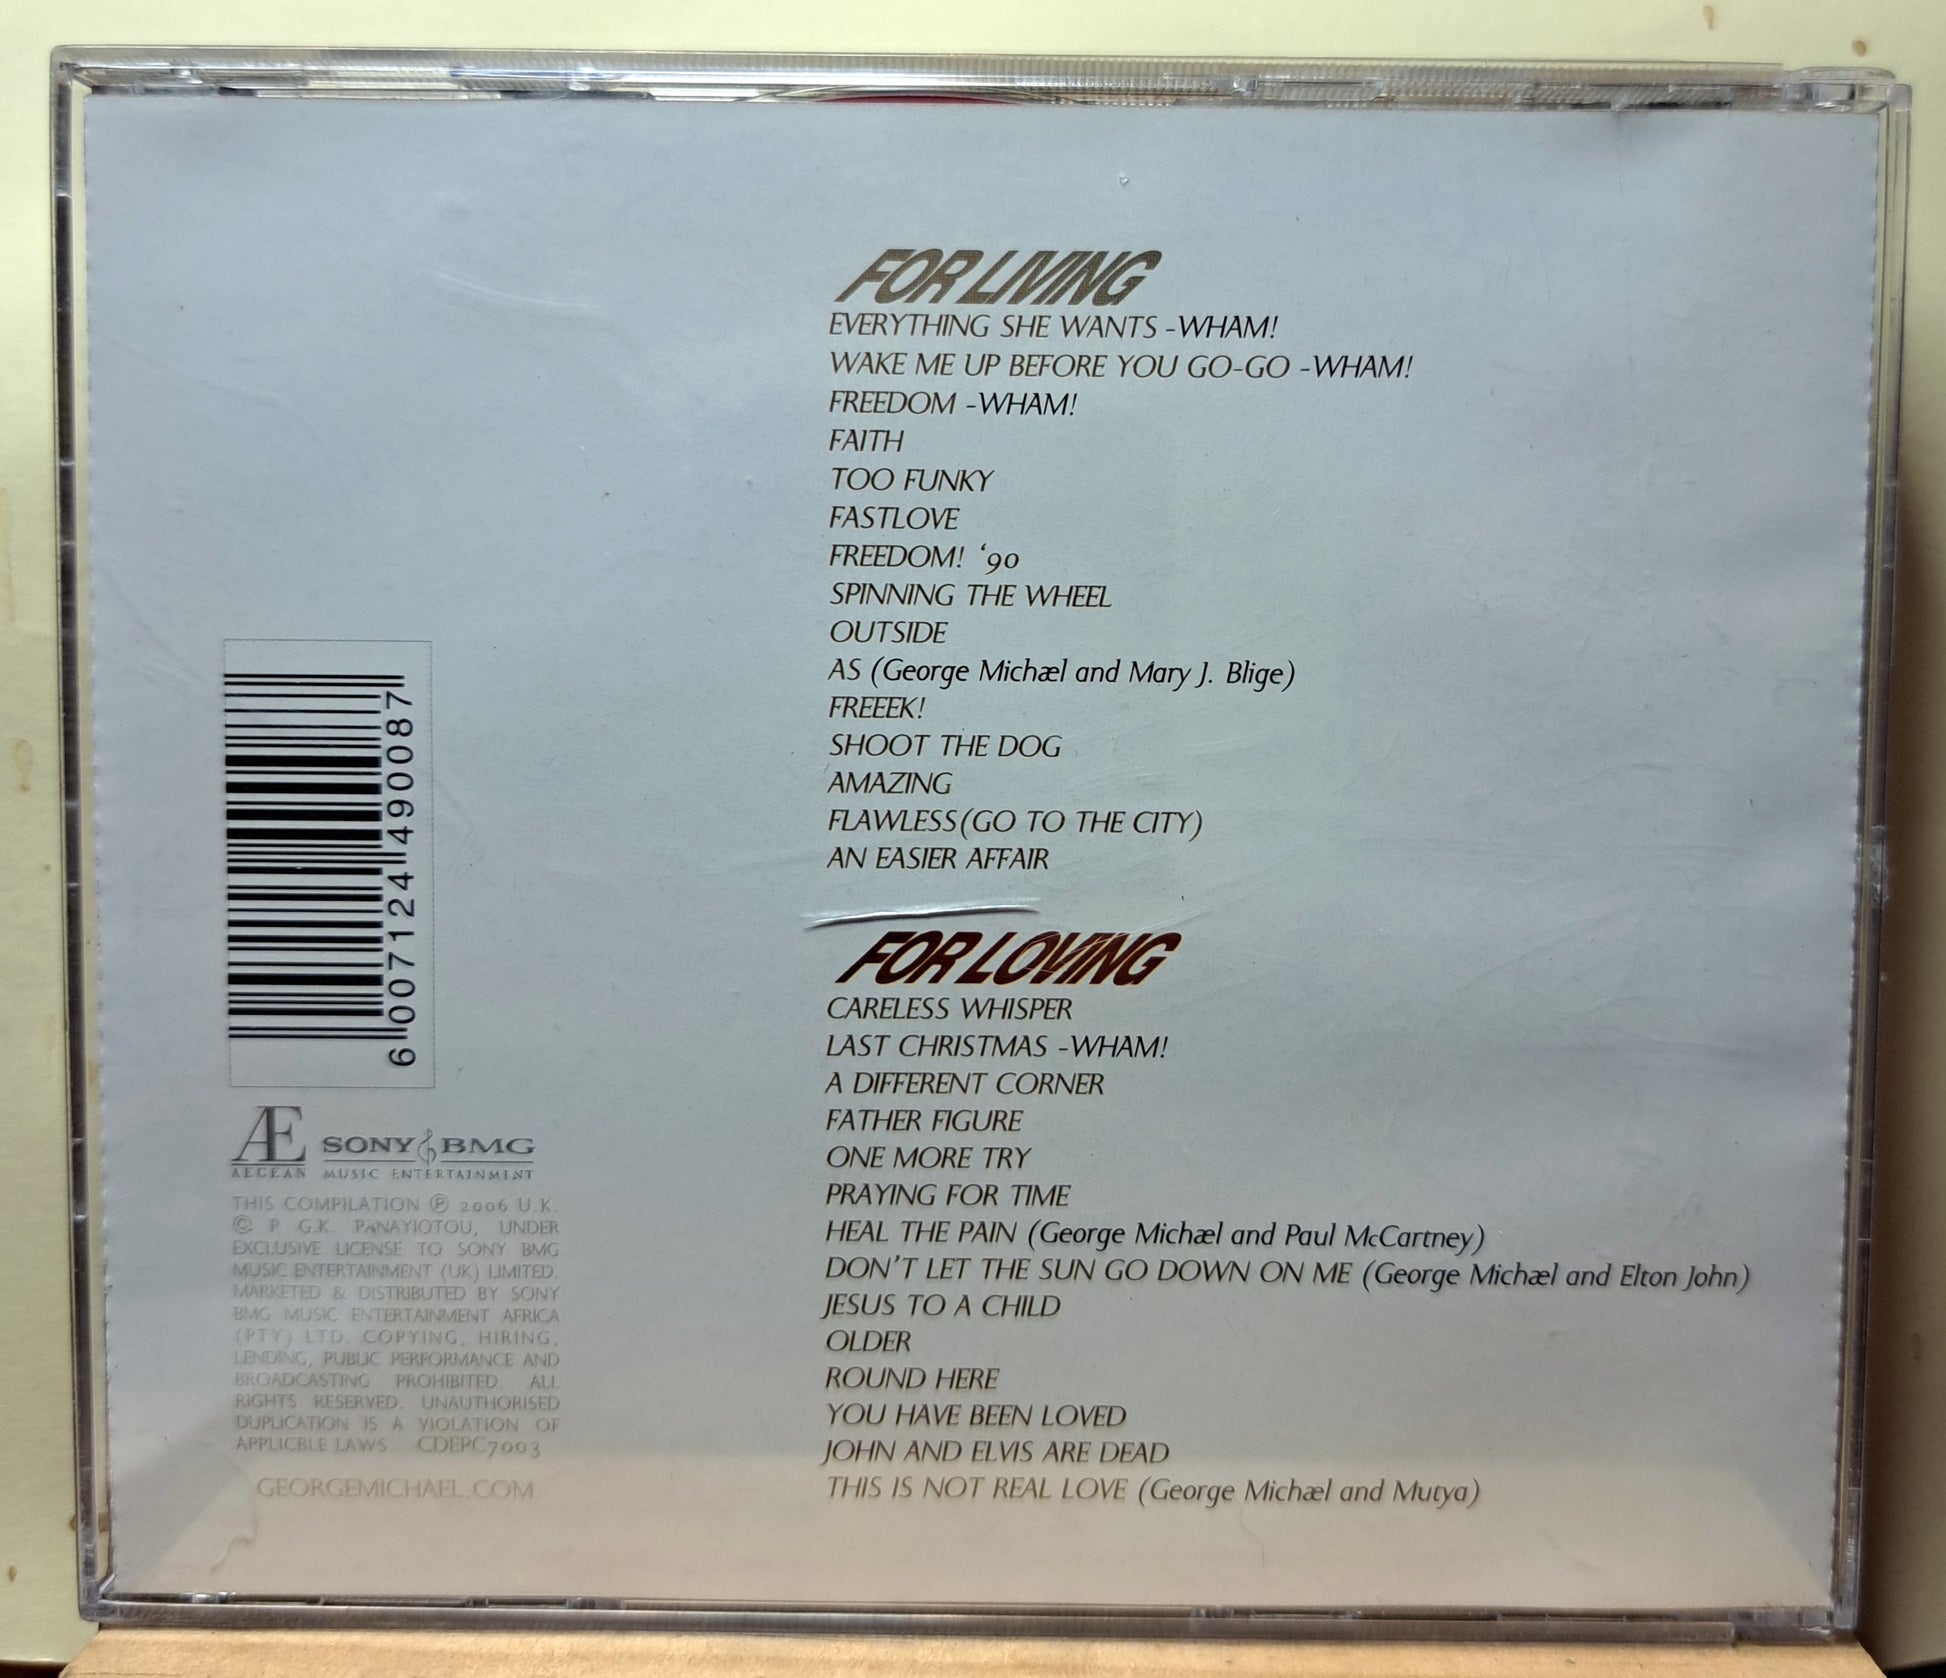 FOR LIVING
EVERYTHING SHE WANTS -WHAM!
WAKE ME UP BEFORE YOU GO-GO -WHAM!
FREEDOM -WHAM!
FAITH
TOO FUNKY
FASTLOVE
FREEDOM! ‘90
SPINNING THE WHEEL
OUTSIDE
AS (George Michæl and Mary J. Blige)
FREEEK!
SHOOT THE DOG
AMAZING
FLAWLESS(GO TO THE CITY)
AN EASIER AFFAIR
FOR LOVING
CARELESS WHISPER
LAST CHRISTMAS -WHAM!
A DIFFERENT CORNER
FATHER FIGURE
ONE MORE TRY
PRAYING FOR TIME
HEAL THE PAIN (George Michæl and Paul McCartney)
DON'T LET THE SUN GO DOWN ON ME (George Michæl and Elton John)
JESUS TO A CHILD
OLDER
ROUND HERE
YOU HAVE BEEN LOVED
JOHN AND ELVIS ARE DEAD
THIS IS NOT REAL LOVE (George Michæl and Mutya)
6 007124 490087
Æ
AEGEAN
SONY BMG
MUSIC ENTERTAINMENT
THIS COMPILATION ℗ 2006 U.K.
© P G.K. PANAYIOTOU, UNDER
EXCLUSIVE LICENSE TO SONY BMG
MUSIC ENTERTAINMENT (UK) LIMITED.
MARKETED & DISTRIBUTED BY SONY
BMG MUSIC ENTERTAINMENT AFRICA
(PTY) LTD. COPYING, HIRING,
LENDING, PUBLIC PERFORMANCE AND
BROADCASTING PROHIBITED. ALL
RIGHTS RESERVED. UNAUTHORISED
DUPLICATION IS A VIOLATION OF
APPLICBLE LAWS. CDEPC7003
GEORGEMICHAEL.COM